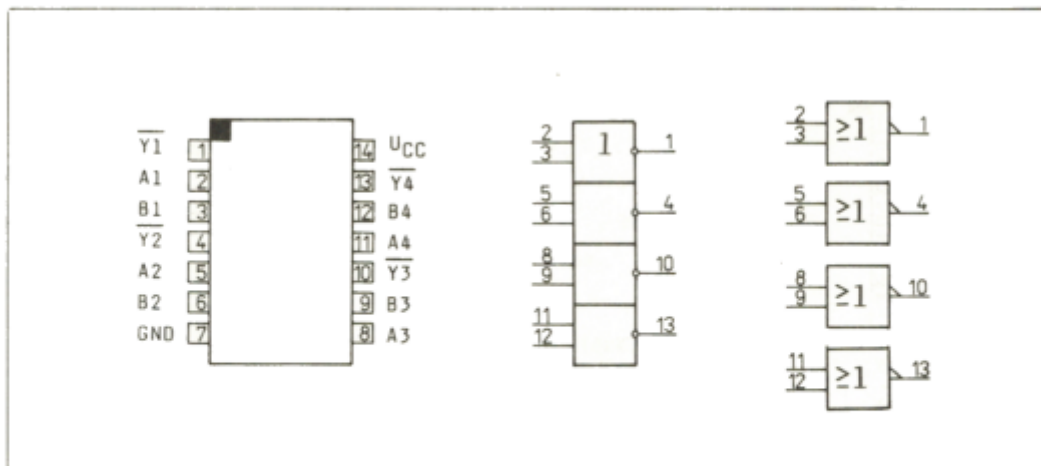 Y1 1 14 UCC
A1 2 13 Y4
B1 3 12 B4
Y2 4 11 A4
A2 5 10 Y3
B2 6 9 B3
GND 7 8 A3
2 1 1
3
5 4
6
8 10
9
11 13
12
2 ≥1 1
3
5 ≥1 4
6
8 ≥1 10
9
11 ≥1 13
12